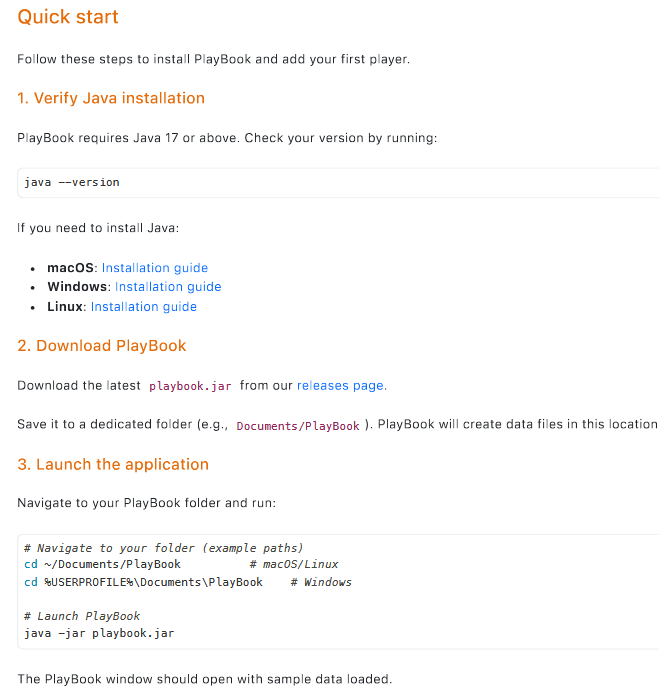 Quick start
Follow these steps to install PlayBook and add your first player.
1. Verify Java installation
PlayBook requires Java 17 or above. Check your version by running:
java --version
If you need to install Java:
• macOS: Installation guide
• Windows: Installation guide
• Linux: Installation guide
2. Download PlayBook
Download the latest playbook.jar from our releases page.
Save it to a dedicated folder (e.g., Documents/PlayBook ). PlayBook will create data files in this location
3. Launch the application
Navigate to your PlayBook folder and run:
# Navigate to your folder (example paths)
cd ~/Documents/PlayBook # macOS/Linux
cd %USERPROFILE%\Documents\PlayBook # Windows
# Launch PlayBook
java -jar playbook.jar
The PlayBook window should open with sample data loaded.